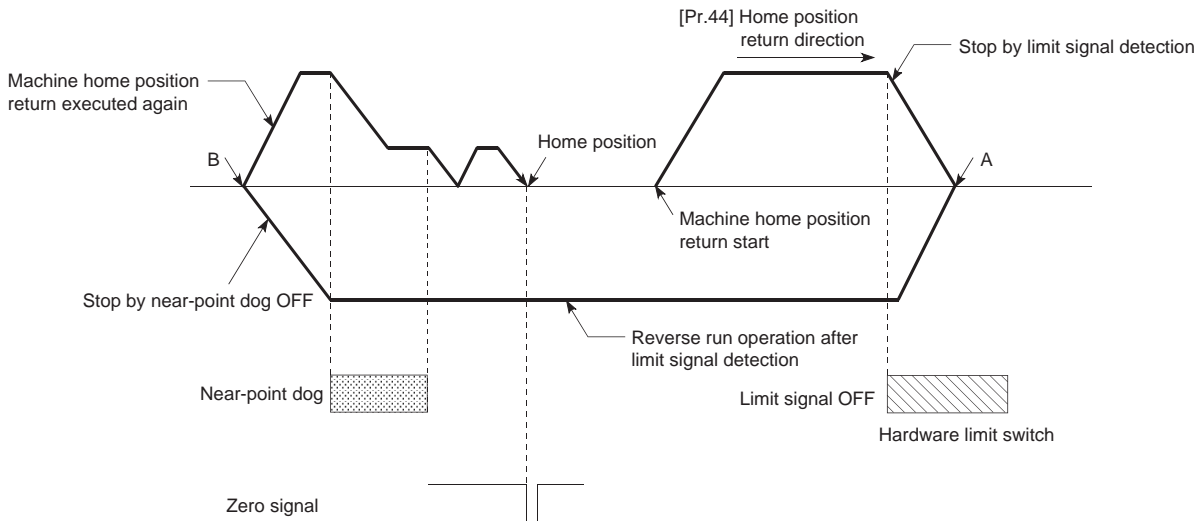 [Pr.44] Home position
return direction
Stop by limit signal detection
Machine home position
return executed again
Home position
B
A
Machine home position
return start
Stop by near-point dog OFF
Reverse run operation after
limit signal detection
Near-point dog
Limit signal OFF
Hardware limit switch
Zero signal